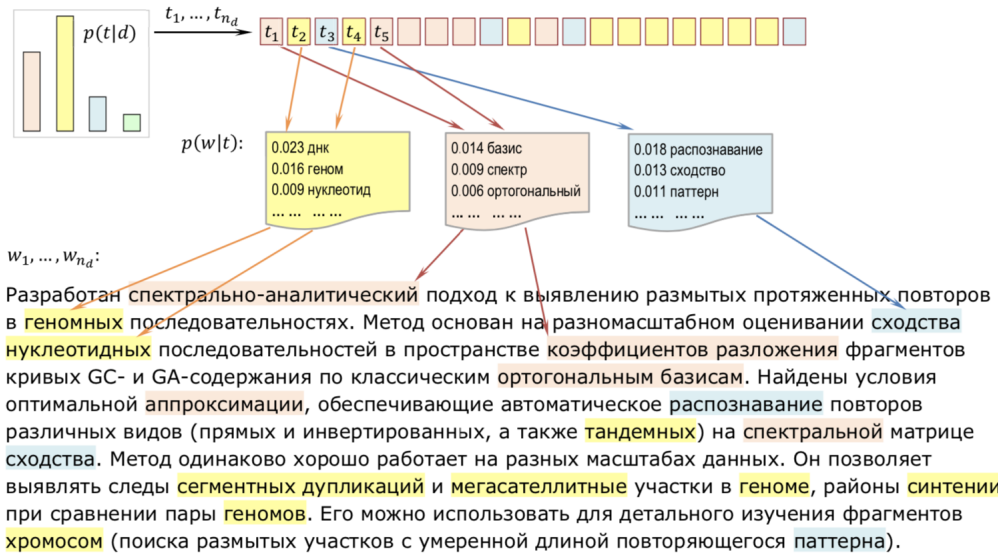 p(t|d)
t₁, …, tₙ_d
t₁ t₂ t₃ t₄ t₅
p(w|t):
0.023 днк
0.016 геном
0.009 нуклеотид
... ... ... ...
0.014 базис
0.009 спектр
0.006 ортогональный
... ... ... ...
0.018 распознавание
0.013 сходство
0.011 паттерн
... ... ... ...
w₁, …, wₙ_d:
Разработан спектрально-аналитический подход к выявлению размытых протяженных повторов
в геномных последовательностях. Метод основан на разномасштабном оценивании сходства
нуклеотидных последовательностей в пространстве коэффициентов разложения фрагментов
кривых GC- и GA-содержания по классическим ортогональным базисам. Найдены условия
оптимальной аппроксимации, обеспечивающие автоматическое распознавание повторов
различных видов (прямых и инвертированных, а также тандемных) на спектральной матрице
сходства. Метод одинаково хорошо работает на разных масштабах данных. Он позволяет
выявлять следы сегментных дупликаций и мегасателлитные участки в геноме, районы синтении
при сравнении пары геномов. Его можно использовать для детального изучения фрагментов
хромосом (поиска размытых участков с умеренной длиной повторяющегося паттерна).